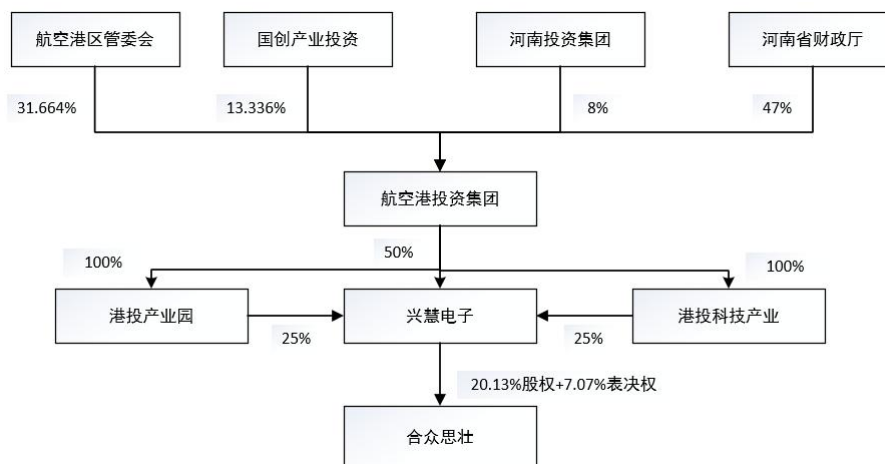 航空港区管委会
国创产业投资
河南投资集团
河南省财政厅
31.664%
13.336%
8%
47%
航空港投资集团
50%
100%
100%
港投产业园
兴慧电子
港投科技产业
25%
25%
20.13%股权+7.07%表决权
合众思壮